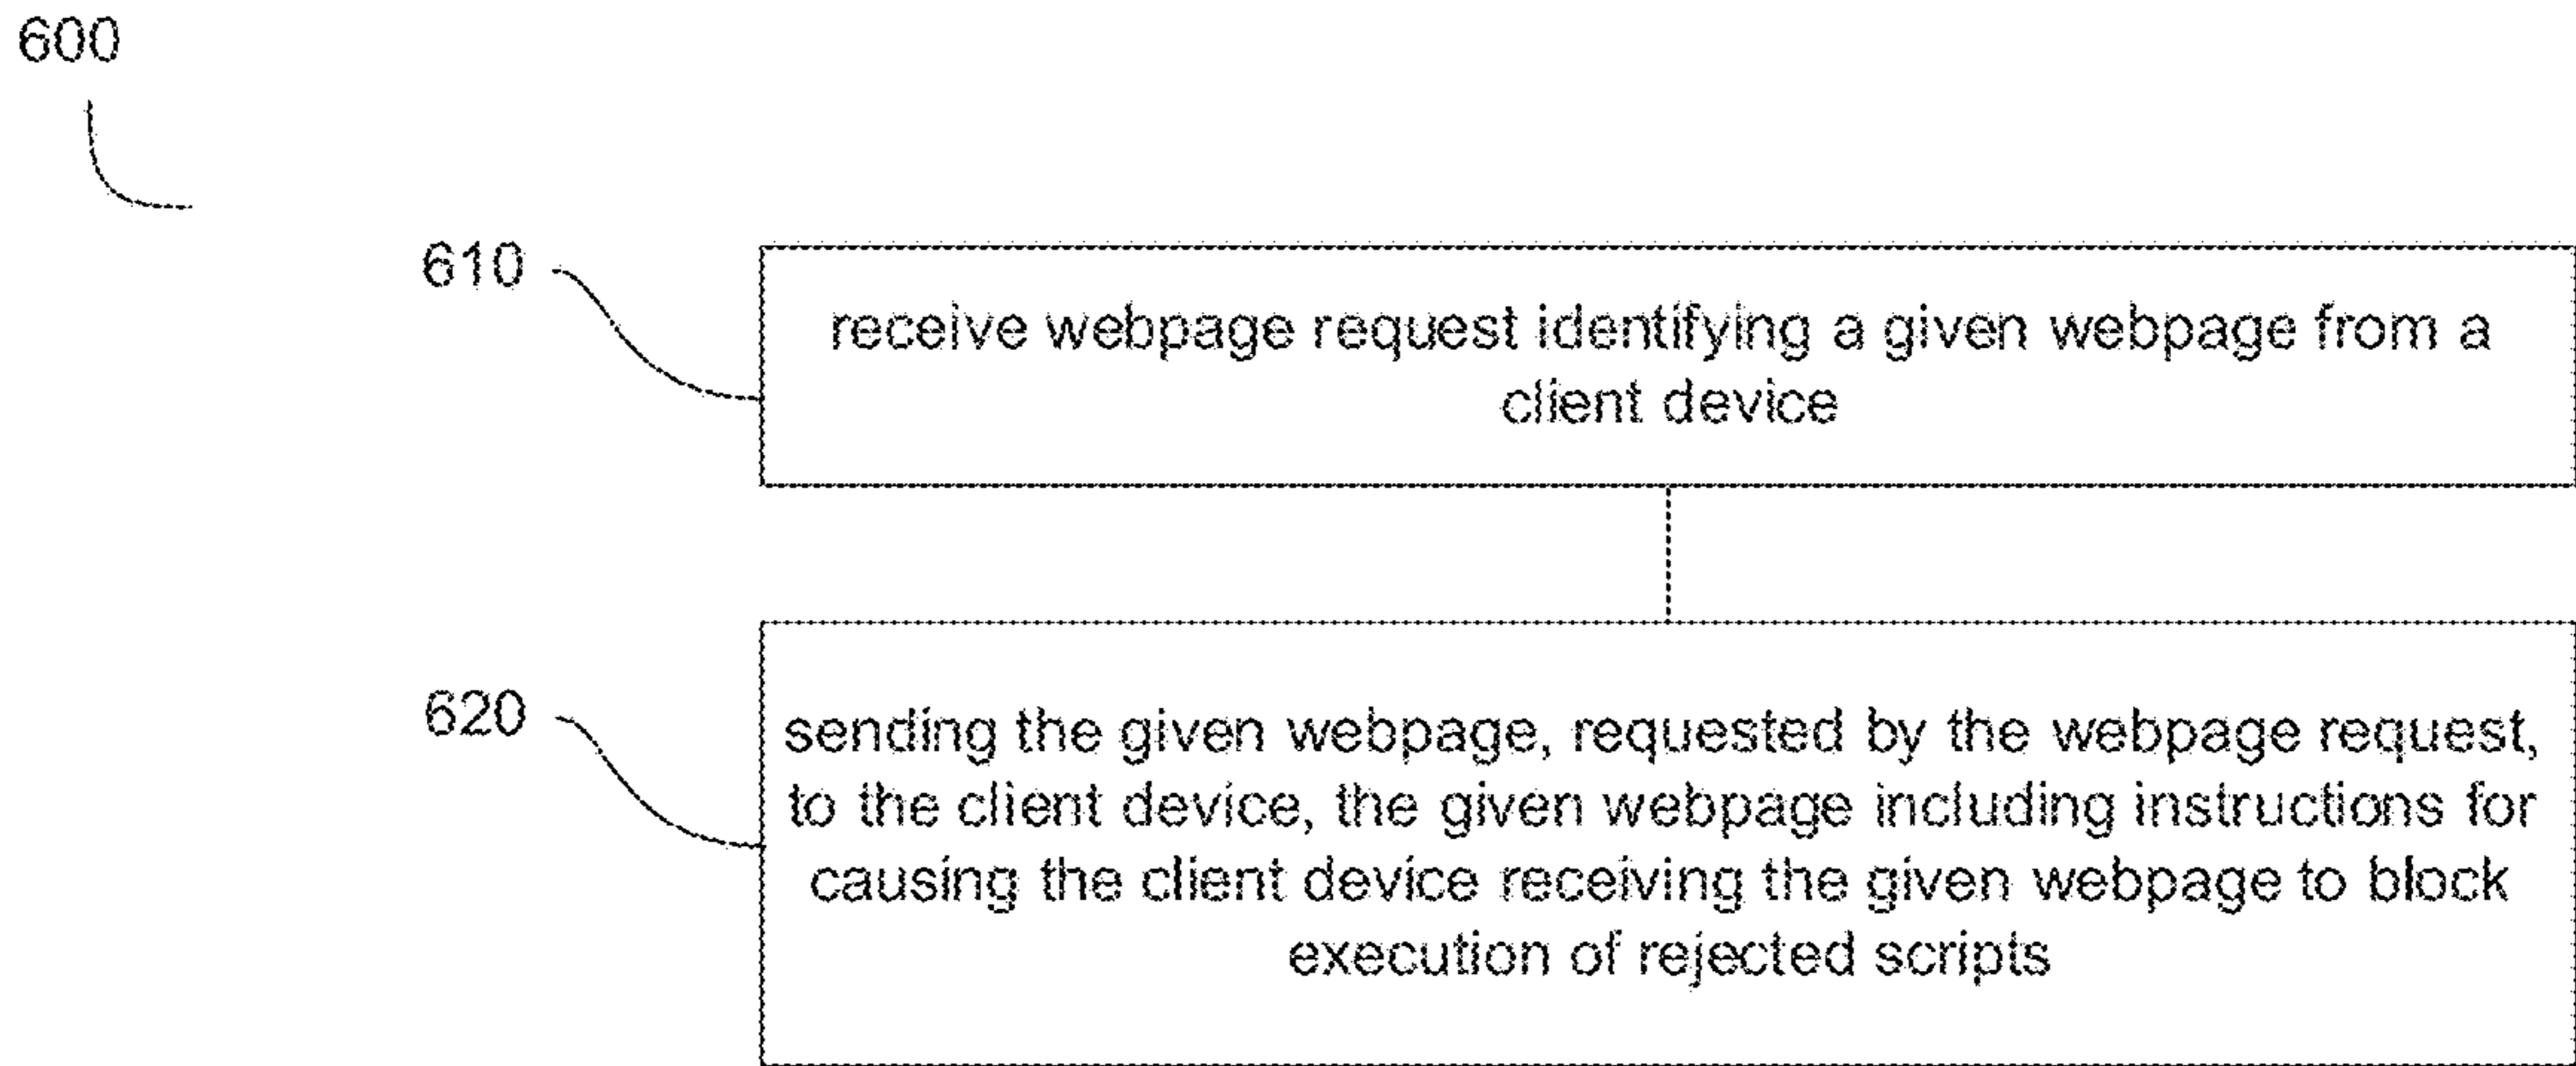 600
610
receive webpage request identifying a given webpage from a
client device
620
sending the given webpage, requested by the webpage request,
to the client device, the given webpage including instructions for
causing the client device receiving the given webpage to block
execution of rejected scripts